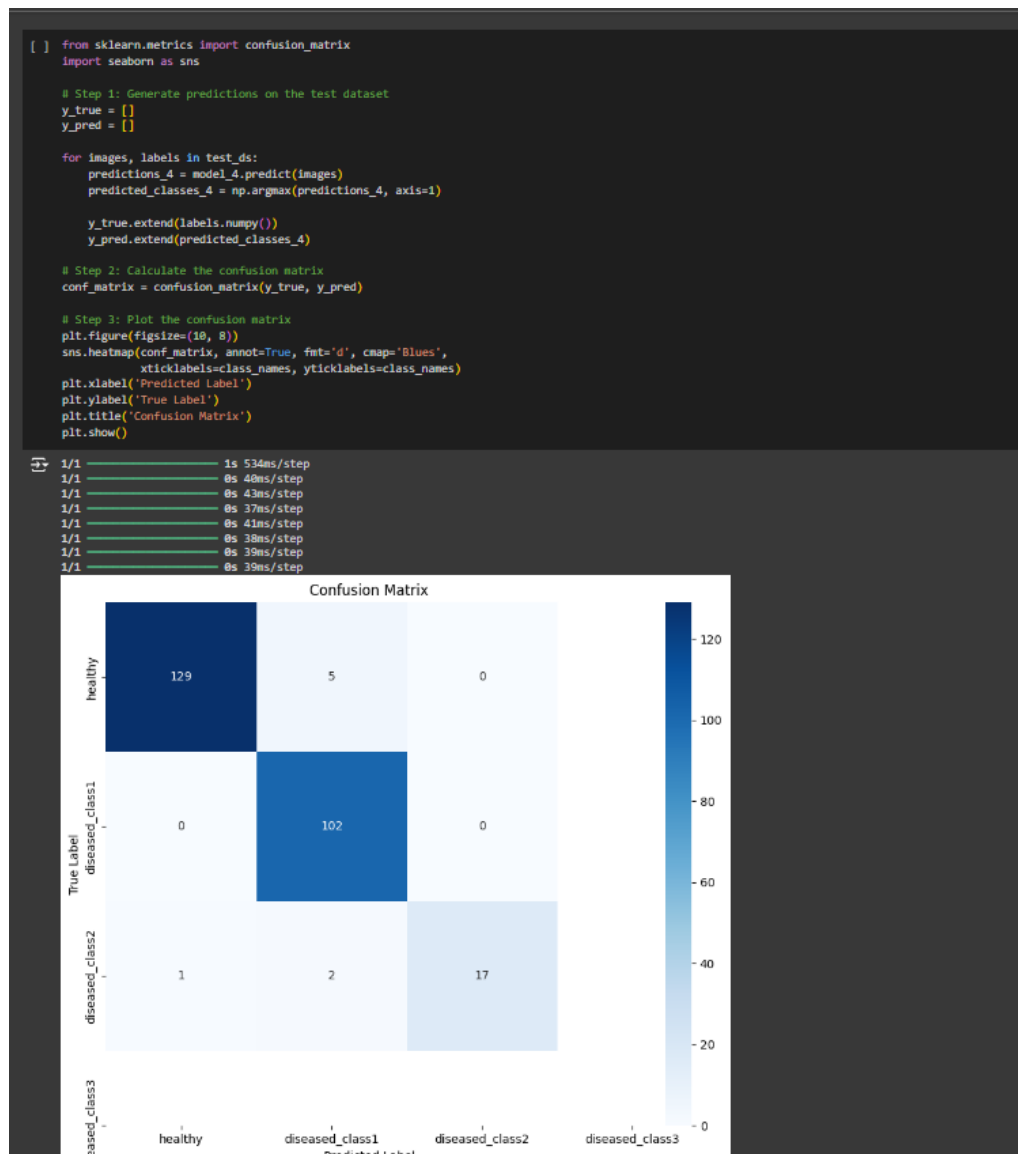 [ ] from sklearn.metrics import confusion_matrix
import seaborn as sns
# Step 1: Generate predictions on the test dataset
y_true = []
y_pred = []
for images, labels in test_ds:
    predictions_4 = model_4.predict(images)
    predicted_classes_4 = np.argmax(predictions_4, axis=1)
    y_true.extend(labels.numpy())
    y_pred.extend(predicted_classes_4)
# Step 2: Calculate the confusion matrix
conf_matrix = confusion_matrix(y_true, y_pred)
# Step 3: Plot the confusion matrix
plt.figure(figsize=(10, 8))
sns.heatmap(conf_matrix, annot=True, fmt='d', cmap='Blues',
            xticklabels=class_names, yticklabels=class_names)
plt.xlabel('Predicted Label')
plt.ylabel('True Label')
plt.title('Confusion Matrix')
plt.show()
1/1 1s 534ms/step
1/1 0s 40ms/step
1/1 0s 43ms/step
1/1 0s 37ms/step
1/1 0s 41ms/step
1/1 0s 38ms/step
1/1 0s 39ms/step
1/1 0s 39ms/step
Confusion Matrix
True Label
healthy
129 5 0
diseased_class1
0 102 0
diseased_class2
1 2 17
eased_class3
healthy diseased_class1 diseased_class2 diseased_class3
Predicted Label
120
100
80
60
40
20
0